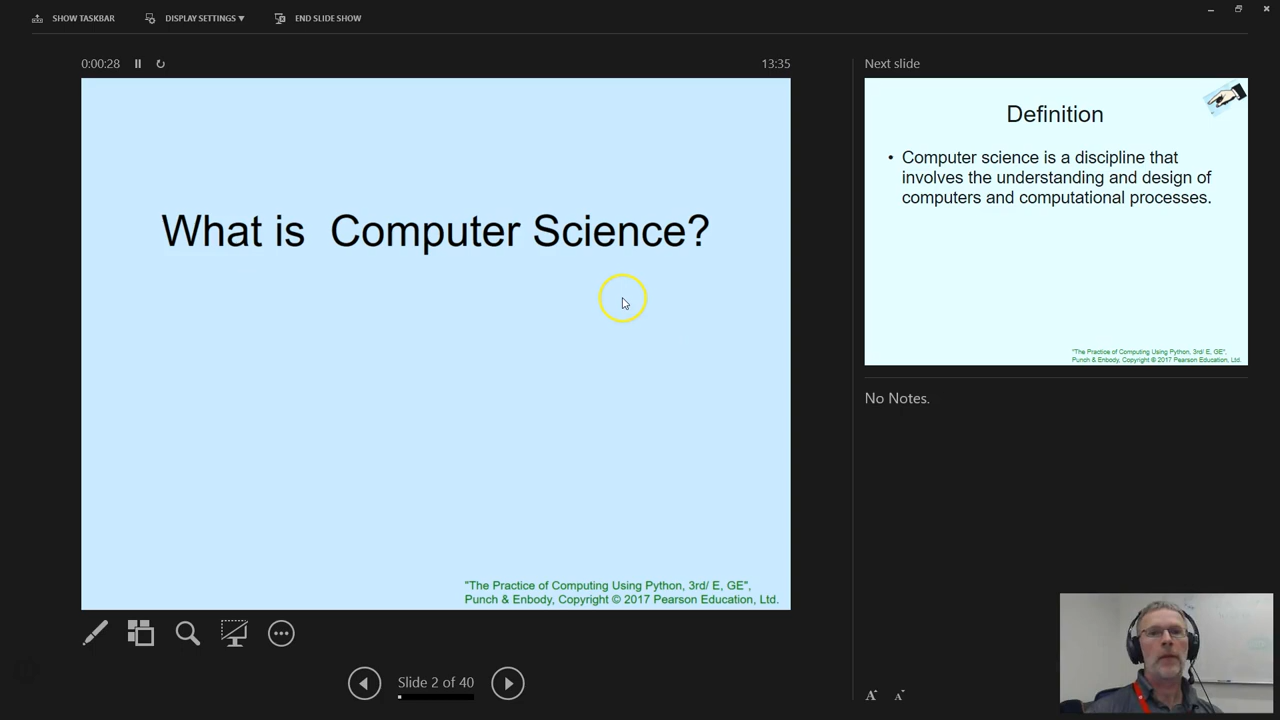 SHOW TASKBAR
DISPLAY SETTINGS ▼
END SLIDE SHOW
0:00:28
13:35
What is  Computer Science?
"The Practice of Computing Using Python, 3rd/ E, GE",
Punch & Enbody, Copyright © 2017 Pearson Education, Ltd.
Slide 2 of 40
Next slide
Definition
• Computer science is a discipline that
involves the understanding and design of
computers and computational processes.
"The Practice of Computing Using Python, 3rd/ E, GE",
Punch & Enbody, Copyright © 2017 Pearson Education, Ltd.
No Notes.
A A